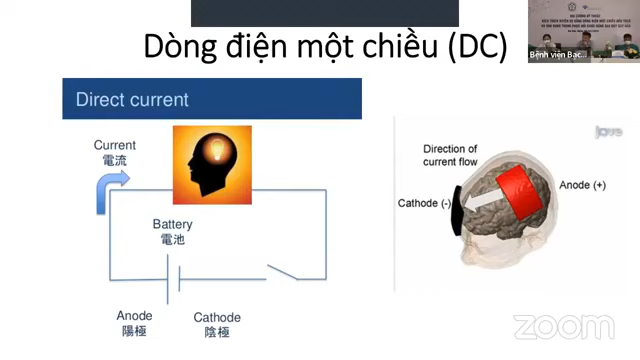 Dòng điện một chiều (DC)
Bệnh viện Bạc...
Direct current
Current
電流
Battery
電池
Anode
陽極
Cathode
陰極
jove
Direction of
current flow
Cathode (-)
Anode (+)
zoom